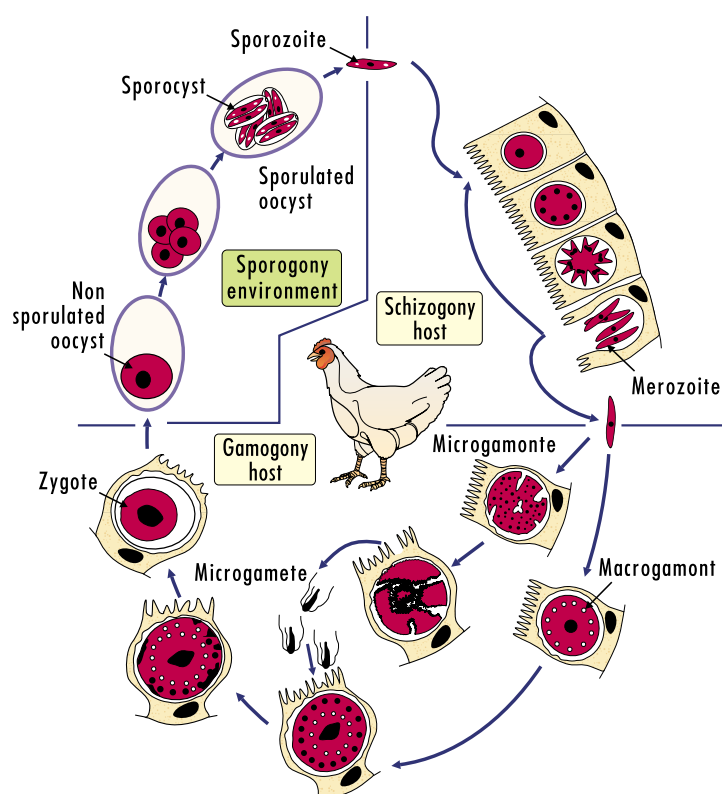 Sporozoite
Sporocyst
Sporulated
oocyst
Sporogony
environment
Non
sporulated
oocyst
Schizogony
host
Merozoite
Gamogony
host
Microgamonte
Zygote
Microgamete
Macrogamont